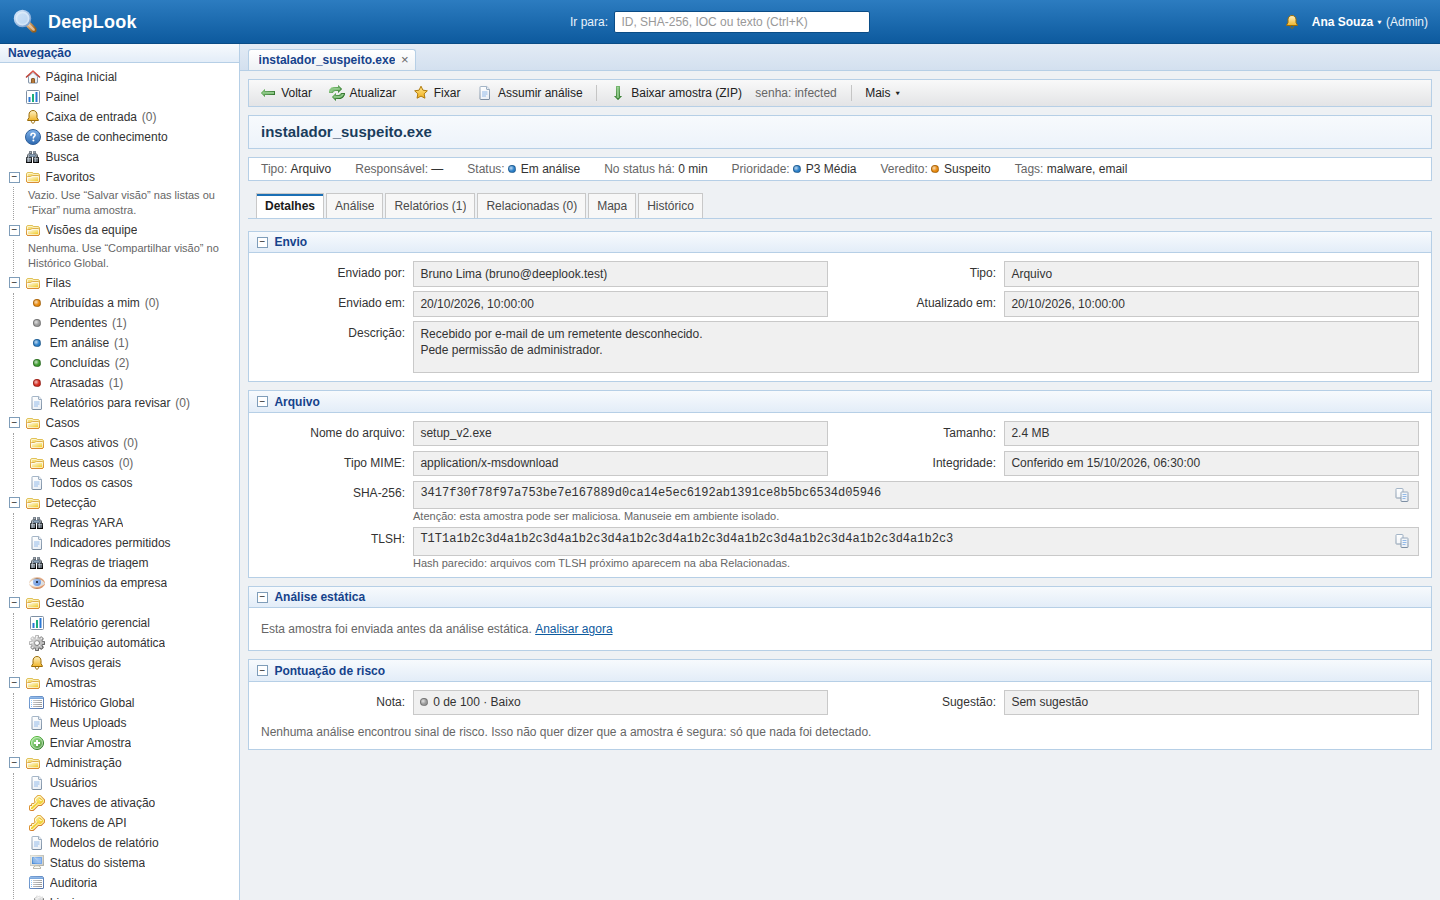 DeepLook
Ir para: ID, SHA-256, IOC ou texto (Ctrl+K)
Ana Souza (Admin)
Navegação
Página Inicial
Painel
Caixa de entrada (0)
Base de conhecimento
Busca
Favoritos
Vazio. Use “Salvar visão” nas listas ou
“Fixar” numa amostra.
Visões da equipe
Nenhuma. Use “Compartilhar visão” no
Histórico Global.
Filas
Atribuídas a mim (0)
Pendentes (1)
Em análise (1)
Concluídas (2)
Atrasadas (1)
Relatórios para revisar (0)
Casos
Casos ativos (0)
Meus casos (0)
Todos os casos
Detecção
Regras YARA
Indicadores permitidos
Regras de triagem
Domínios da empresa
Gestão
Relatório gerencial
Atribuição automática
Avisos gerais
Amostras
Histórico Global
Meus Uploads
Enviar Amostra
Administração
Usuários
Chaves de ativação
Tokens de API
Modelos de relatório
Status do sistema
Auditoria
instalador_suspeito.exe ×
Voltar Atualizar Fixar Assumir análise Baixar amostra (ZIP) senha: infected Mais
instalador_suspeito.exe
Tipo: Arquivo Responsável: — Status: Em análise No status há: 0 min Prioridade: P3 Média Veredito: Suspeito Tags: malware, email
Detalhes Análise Relatórios (1) Relacionadas (0) Mapa Histórico
Envio
Enviado por: Bruno Lima (bruno@deeplook.test) Tipo: Arquivo
Enviado em: 20/10/2026, 10:00:00 Atualizado em: 20/10/2026, 10:00:00
Descrição: Recebido por e-mail de um remetente desconhecido.
Pede permissão de administrador.
Arquivo
Nome do arquivo: setup_v2.exe Tamanho: 2.4 MB
Tipo MIME: application/x-msdownload Integridade: Conferido em 15/10/2026, 06:30:00
SHA-256: 3417f30f78f97a753be7e167889d0ca14e5ec6192ab1391ce8b5bc6534d05946
Atenção: esta amostra pode ser maliciosa. Manuseie em ambiente isolado.
TLSH: T1T1a1b2c3d4a1b2c3d4a1b2c3d4a1b2c3d4a1b2c3d4a1b2c3d4a1b2c3d4a1b2c3d4a1b2c3
Hash parecido: arquivos com TLSH próximo aparecem na aba Relacionadas.
Análise estática
Esta amostra foi enviada antes da análise estática. Analisar agora
Pontuação de risco
Nota: 0 de 100 · Baixo Sugestão: Sem sugestão
Nenhuma análise encontrou sinal de risco. Isso não quer dizer que a amostra é segura: só que nada foi detectado.